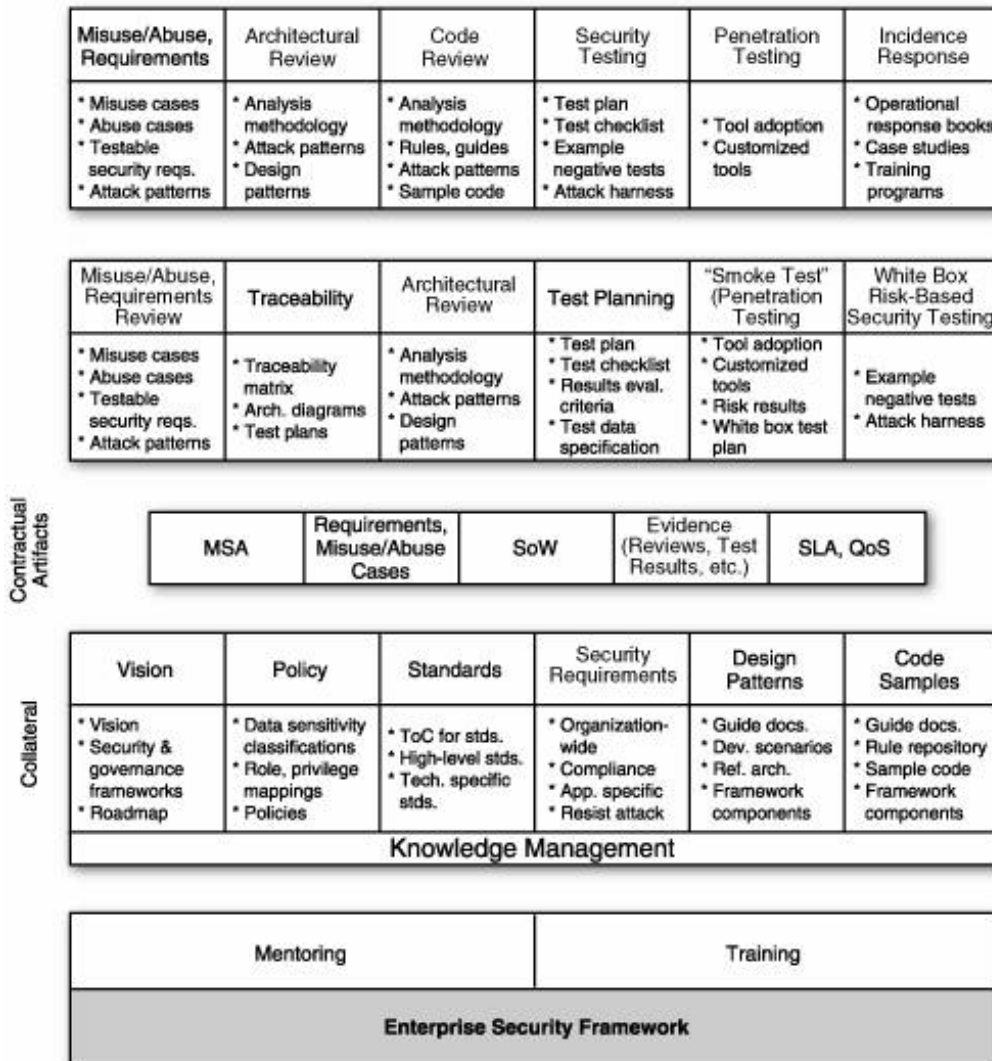 Misuse/Abuse,
Requirements
Architectural
Review
Code
Review
Security
Testing
Penetration
Testing
Incidence
Response
* Misuse cases
* Abuse cases
* Testable
security reqs.
* Attack patterns
* Analysis
methodology
* Attack patterns
* Design
patterns
* Analysis
methodology
* Rules, guides
* Attack patterns
* Sample code
* Test plan
* Test checklist
* Example
negative tests
* Attack harness
* Tool adoption
* Customized
tools
* Operational
response books
* Case studies
* Training
programs
Misuse/Abuse,
Requirements
Review
Traceability
Architectural
Review
Test Planning
“Smoke Test”
(Penetration
Testing
White Box
Risk-Based
Security Testing
* Misuse cases
* Abuse cases
* Testable
security reqs.
* Attack patterns
* Traceability
matrix
* Arch. diagrams
* Test plans
* Analysis
methodology
* Attack patterns
* Design
patterns
* Test plan
* Test checklist
* Results eval.
criteria
* Test data
specification
* Tool adoption
* Customized
tools
* Risk results
* White box test
plan
* Example
negative tests
* Attack harness
Contractual
Artifacts
MSA
Requirements,
Misuse/Abuse
Cases
SoW
Evidence
(Reviews, Test
Results, etc.)
SLA, QoS
Collateral
Vision
Policy
Standards
Security
Requirements
Design
Patterns
Code
Samples
* Vision
* Security &
governance
frameworks
* Roadmap
* Data sensitivity
classifications
* Role, privilege
mappings
* Policies
* ToC for stds.
* High-level stds.
* Tech. specific
stds.
* Organization-
wide
* Compliance
* App. specific
* Resist attack
* Guide docs.
* Dev. scenarios
* Ref. arch.
* Framework
components
* Guide docs.
* Rule repository
* Sample code
* Framework
components
Knowledge Management
Mentoring
Training
Enterprise Security Framework